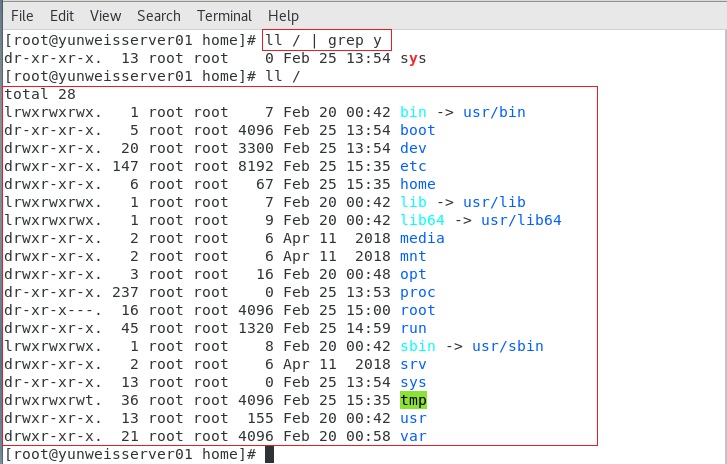 File Edit View Search Terminal Help
[root@yunweisserver01 home]# ll / | grep y
dr-xr-xr-x.  13 root root    0 Feb 25 13:54 sys
[root@yunweisserver01 home]# ll /
total 28
lrwxrwxrwx.   1 root root    7 Feb 20 00:42 bin -> usr/bin
dr-xr-xr-x.   5 root root 4096 Feb 25 13:54 boot
drwxr-xr-x.  20 root root 3300 Feb 25 13:54 dev
drwxr-xr-x. 147 root root 8192 Feb 25 15:35 etc
drwxr-xr-x.   6 root root   67 Feb 25 15:35 home
lrwxrwxrwx.   1 root root    7 Feb 20 00:42 lib -> usr/lib
lrwxrwxrwx.   1 root root    9 Feb 20 00:42 lib64 -> usr/lib64
drwxr-xr-x.   2 root root    6 Apr 11  2018 media
drwxr-xr-x.   2 root root    6 Apr 11  2018 mnt
drwxr-xr-x.   3 root root   16 Feb 20 00:48 opt
dr-xr-xr-x. 237 root root    0 Feb 25 13:53 proc
dr-xr-x---.  16 root root 4096 Feb 25 15:00 root
drwxr-xr-x.  45 root root 1320 Feb 25 14:59 run
lrwxrwxrwx.   1 root root    8 Feb 20 00:42 sbin -> usr/sbin
drwxr-xr-x.   2 root root    6 Apr 11  2018 srv
dr-xr-xr-x.  13 root root    0 Feb 25 13:54 sys
drwxrwxrwt.  36 root root 4096 Feb 25 15:35 tmp
drwxr-xr-x.  13 root root  155 Feb 20 00:42 usr
drwxr-xr-x.  21 root root 4096 Feb 20 00:58 var
[root@yunweisserver01 home]#